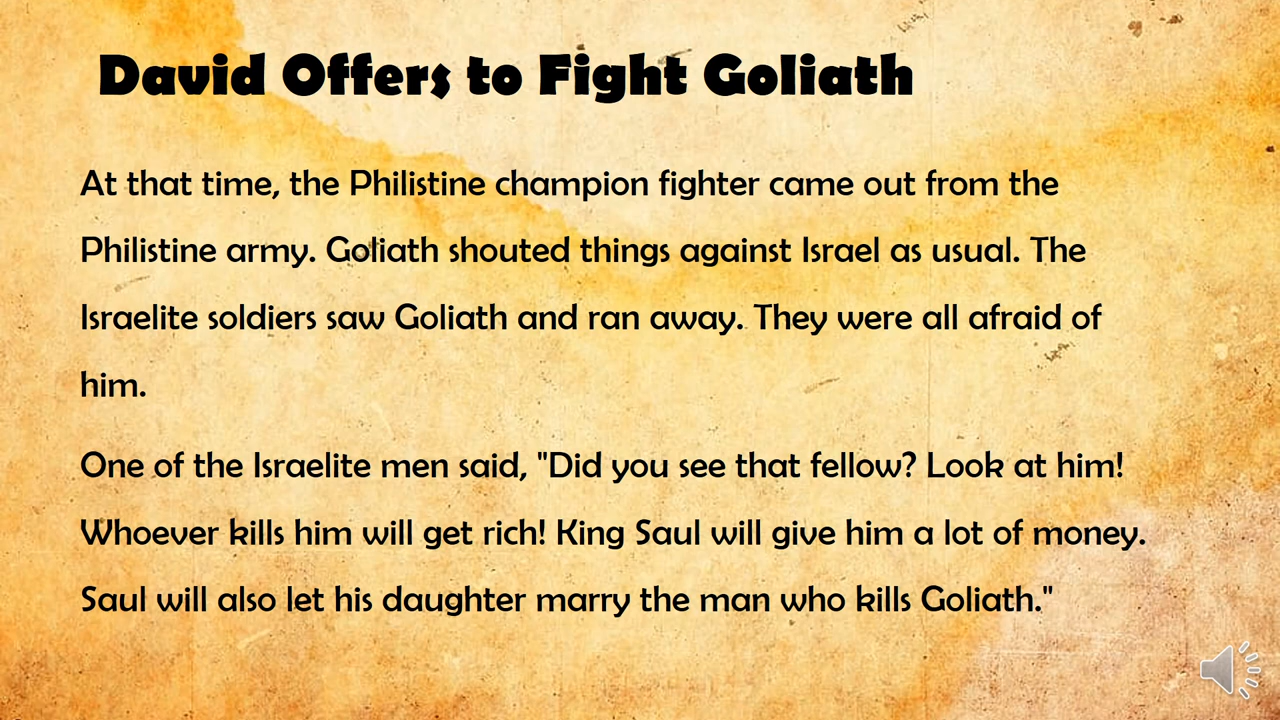 David Offers to Fight Goliath
At that time, the Philistine champion fighter came out from the
Philistine army. Goliath shouted things against Israel as usual. The
Israelite soldiers saw Goliath and ran away. They were all afraid of
him.
One of the Israelite men said, "Did you see that fellow? Look at him!
Whoever kills him will get rich! King Saul will give him a lot of money.
Saul will also let his daughter marry the man who kills Goliath."